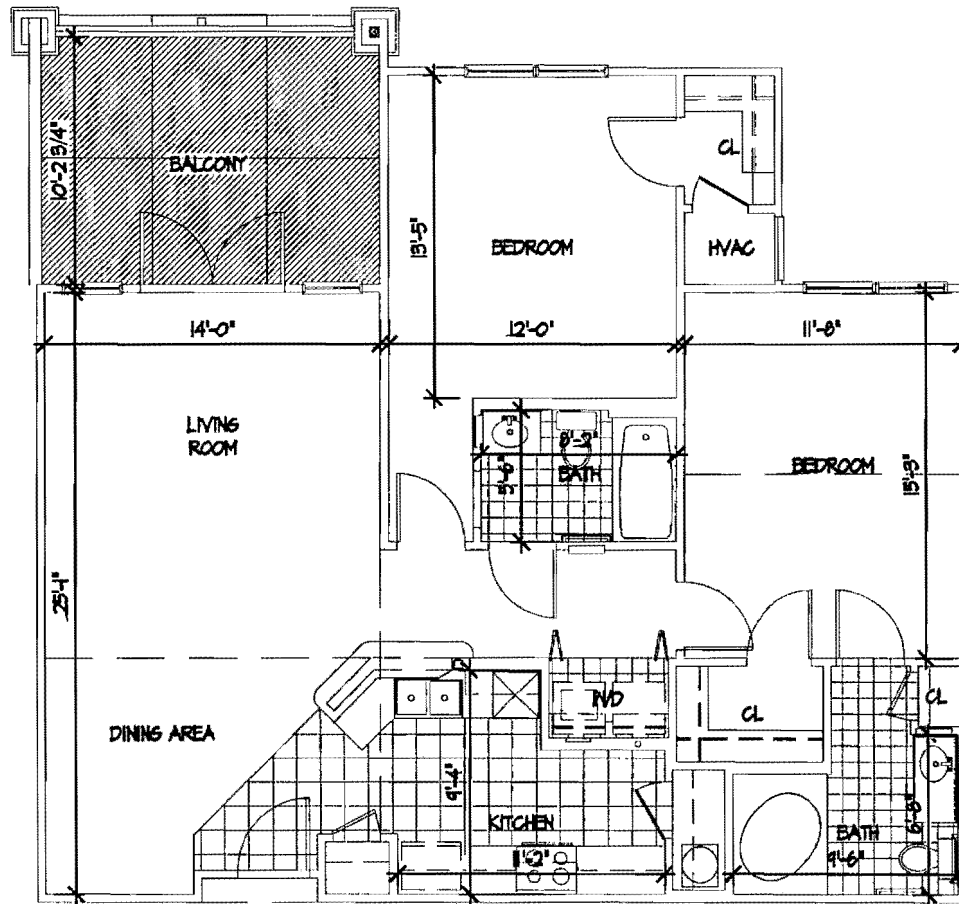 BALCONY
10'-2 3/4"
CL
13'-5"
BEDROOM
HVAC
14'-0"
12'-0"
11'-8"
LIVING
ROOM
8'-2"
BATH
5'-6"
BEDROOM
15'-3"
25'-1"
W/D
CL
CL
DINING AREA
9'-4"
KITCHEN
11'-2"
6'-8"
BATH
9'-6"